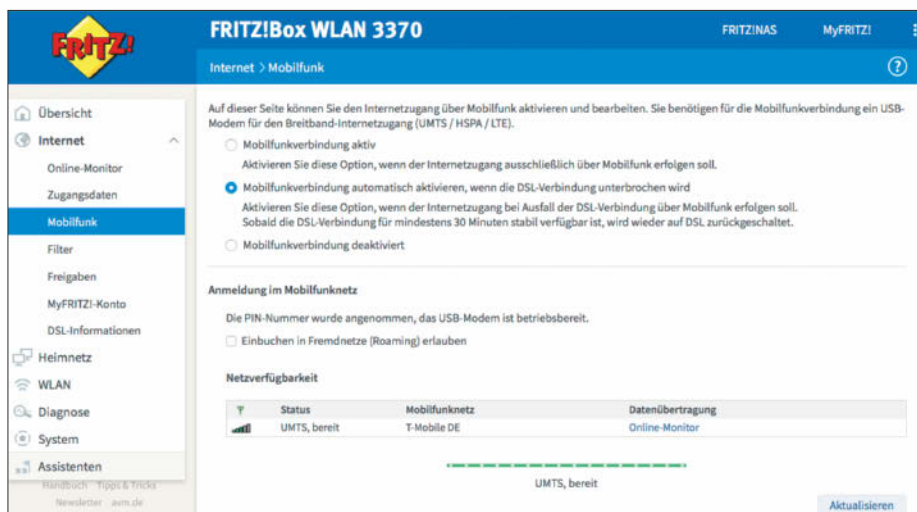 FRITZ!
FRITZ!Box WLAN 3370
FRITZ!NAS
MyFRITZ!
Internet > Mobilfunk
?
Übersicht
Internet
Online-Monitor
Zugangsdaten
Mobilfunk
Filter
Freigaben
MyFRITZ!-Konto
DSL-Informationen
Heimnetz
WLAN
Diagnose
System
Assistenten
Handbuch Tipps & Tricks
Newsletter avm.de
Auf dieser Seite können Sie den Internetzugang über Mobilfunk aktivieren und bearbeiten. Sie benötigen für die Mobilfunkverbindung ein USB-
Modem für den Breitband-Internetzugang (UMTS / HSPA / LTE).
Mobilfunkverbindung aktiv
Aktivieren Sie diese Option, wenn der Internetzugang ausschließlich über Mobilfunk erfolgen soll.
Mobilfunkverbindung automatisch aktivieren, wenn die DSL-Verbindung unterbrochen wird
Aktivieren Sie diese Option, wenn der Internetzugang bei Ausfall der DSL-Verbindung über Mobilfunk erfolgen soll.
Sobald die DSL-Verbindung für mindestens 30 Minuten stabil verfügbar ist, wird wieder auf DSL zurückgeschaltet.
Mobilfunkverbindung deaktiviert
Anmeldung im Mobilfunknetz
Die PIN-Nummer wurde angenommen, das USB-Modem ist betriebsbereit.
Einbuchen in Fremdnetze (Roaming) erlauben
Netzverfügbarkeit
Status Mobilfunknetz Datenübertragung
UMTS, bereit T-Mobile DE Online-Monitor
UMTS, bereit
Aktualisieren